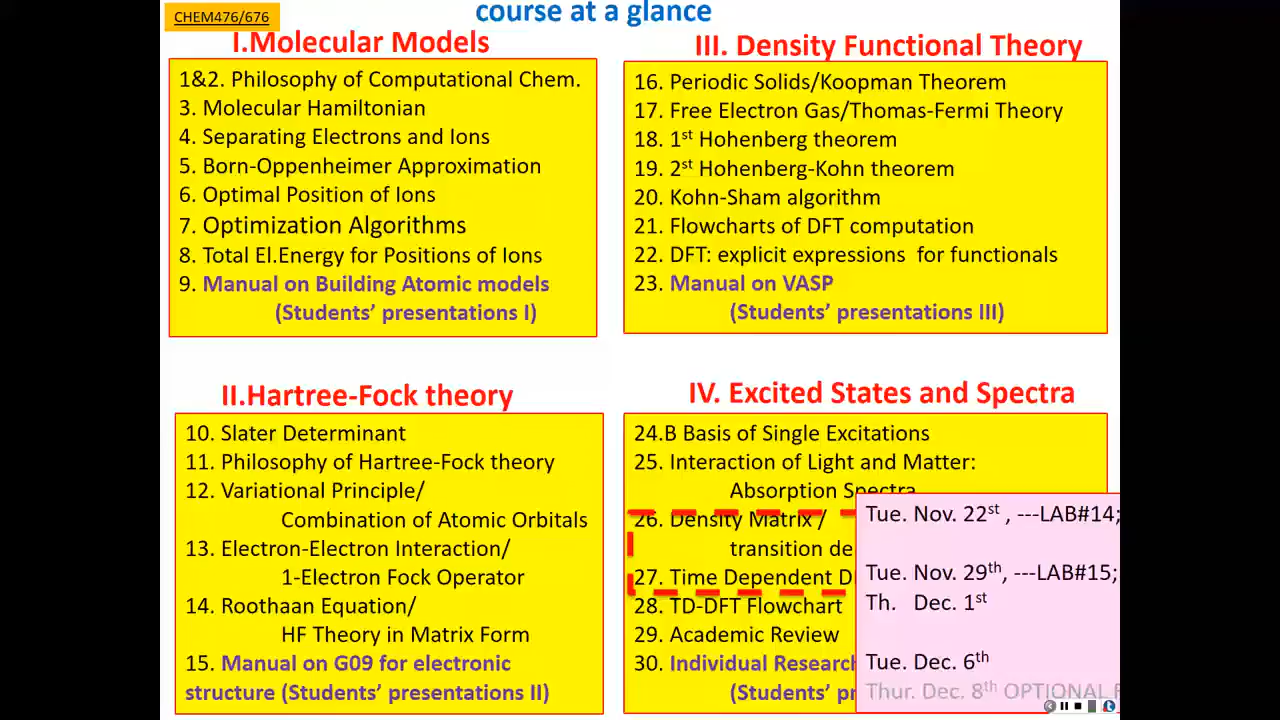 CHEM476/676
course at a glance
I.Molecular Models
1&2. Philosophy of Computational Chem.
3. Molecular Hamiltonian
4. Separating Electrons and Ions
5. Born-Oppenheimer Approximation
6. Optimal Position of Ions
7. Optimization Algorithms
8. Total El.Energy for Positions of Ions
9. Manual on Building Atomic models
(Students' presentations I)
III. Density Functional Theory
16. Periodic Solids/Koopman Theorem
17. Free Electron Gas/Thomas-Fermi Theory
18. 1st Hohenberg theorem
19. 2st Hohenberg-Kohn theorem
20. Kohn-Sham algorithm
21. Flowcharts of DFT computation
22. DFT: explicit expressions for functionals
23. Manual on VASP
(Students' presentations III)
II.Hartree-Fock theory
10. Slater Determinant
11. Philosophy of Hartree-Fock theory
12. Variational Principle/
Combination of Atomic Orbitals
13. Electron-Electron Interaction/
1-Electron Fock Operator
14. Roothaan Equation/
HF Theory in Matrix Form
15. Manual on G09 for electronic
structure (Students' presentations II)
IV. Excited States and Spectra
24.B Basis of Single Excitations
25. Interaction of Light and Matter:
Absorption Spectra
26. Density Matrix /
transition de
27. Time Dependent D
28. TD-DFT Flowchart
29. Academic Review
30. Individual Research
(Students' pr
Tue. Nov. 22st , ---LAB#14;
Tue. Nov. 29th, ---LAB#15;
Th. Dec. 1st
Tue. Dec. 6th
Thur. Dec. 8th OPTIONAL